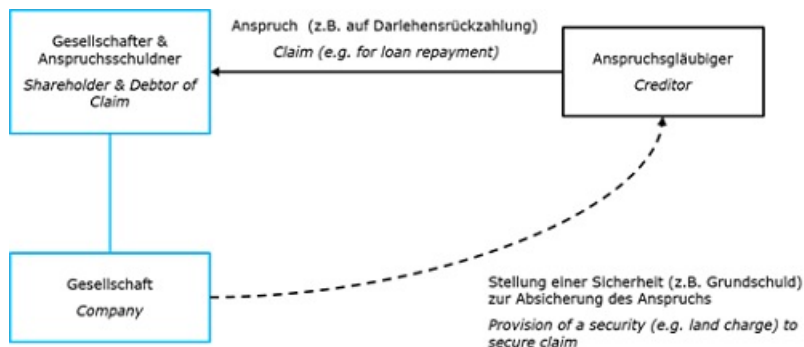 Gesellschafter &
Anspruchsschuldner
Shareholder & Debtor of
Claim
Anspruch (z.B. auf Darlehensrückzahlung)
Claim (e.g. for loan repayment)
Anspruchsgläubiger
Creditor
Gesellschaft
Company
Stellung einer Sicherheit (z.B. Grundschuld)
zur Absicherung des Anspruchs
Provision of a security (e.g. land charge) to
secure claim